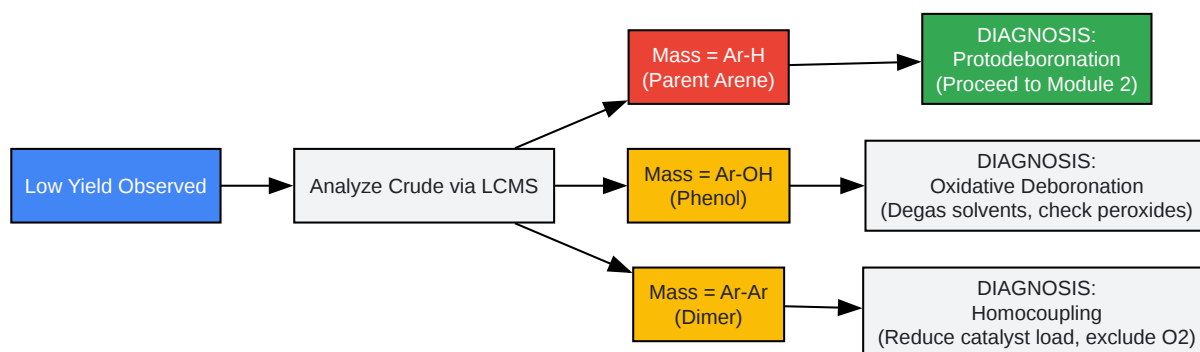 Low Yield Observed
Analyze Crude via LCMS
Mass = Ar-H
(Parent Arene)
DIAGNOSIS:
Protodeboronation
(Proceed to Module 2)
Mass = Ar-OH
(Phenol)
DIAGNOSIS:
Oxidative Deboronation
(Degas solvents, check peroxides)
Mass = Ar-Ar
(Dimer)
DIAGNOSIS:
Homocoupling
(Reduce catalyst load, exclude O2)